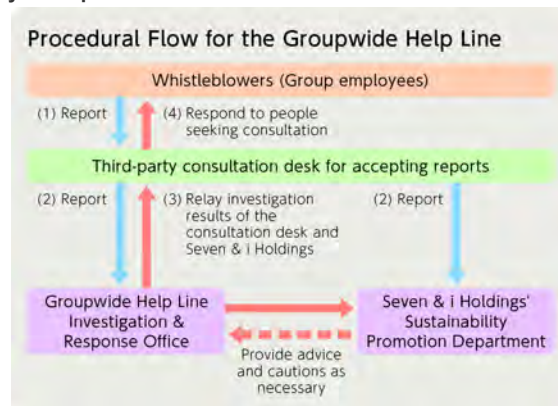 Procedural Flow for the Groupwide Help Line
Whistleblowers (Group employees)
(1) Report
(4) Respond to people
seeking consultation
Third-party consultation desk for accepting reports
(2) Report
(3) Relay investigation
results of the
consultation desk and
Seven & i Holdings
(2) Report
Groupwide Help Line
Investigation &
Response Office
Seven & i Holdings'
Sustainability
Promotion Department
Provide advice
and cautions as
necessary